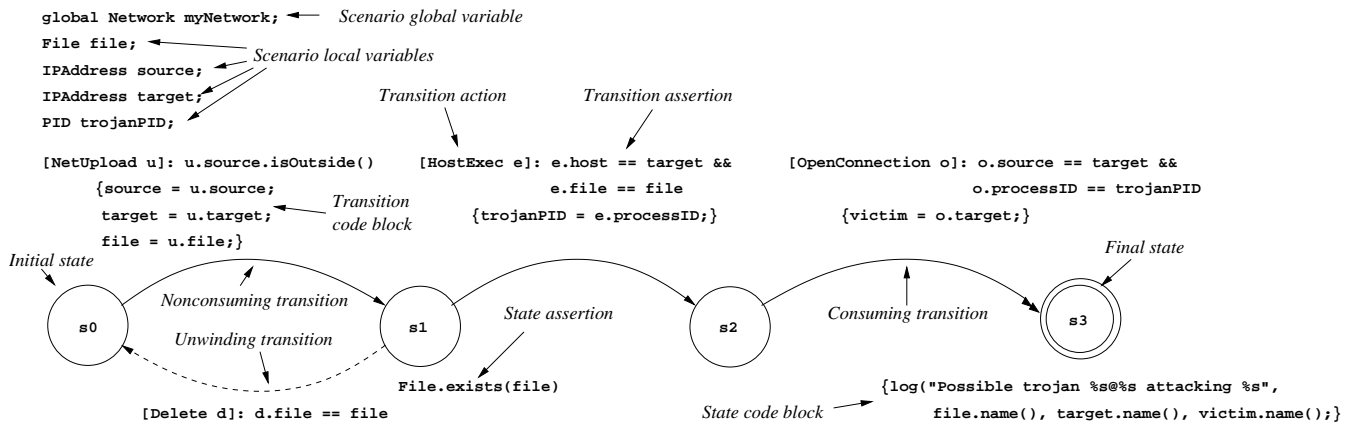 global Network myNetwork;
Scenario global variable
File file;
Scenario local variables
IPAddress source;
IPAddress target;
PID trojanPID;
Transition action
Transition assertion
[NetUpload u]: u.source.isOutside()
{source = u.source;
target = u.target;
file = u.file;}
Transition
code block
[HostExec e]: e.host == target &&
e.file == file
{trojanPID = e.processID;}
[OpenConnection o]: o.source == target &&
o.processID == trojanPID
{victim = o.target;}
Initial state
Final state
Nonconsuming transition
State assertion
Consuming transition
s0
s1
s2
s3
Unwinding transition
File.exists(file)
[Delete d]: d.file == file
State code block
{log("Possible trojan %s@%s attacking %s",
file.name(), target.name(), victim.name();}